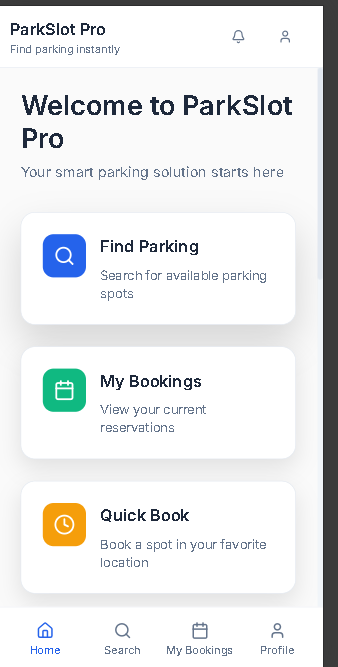 ParkSlot Pro
Find parking instantly
Welcome to ParkSlot
Pro
Your smart parking solution starts here
Find Parking
Search for available parking
spots
My Bookings
View your current
reservations
Quick Book
Book a spot in your favorite
location
Home
Search
My Bookings
Profile